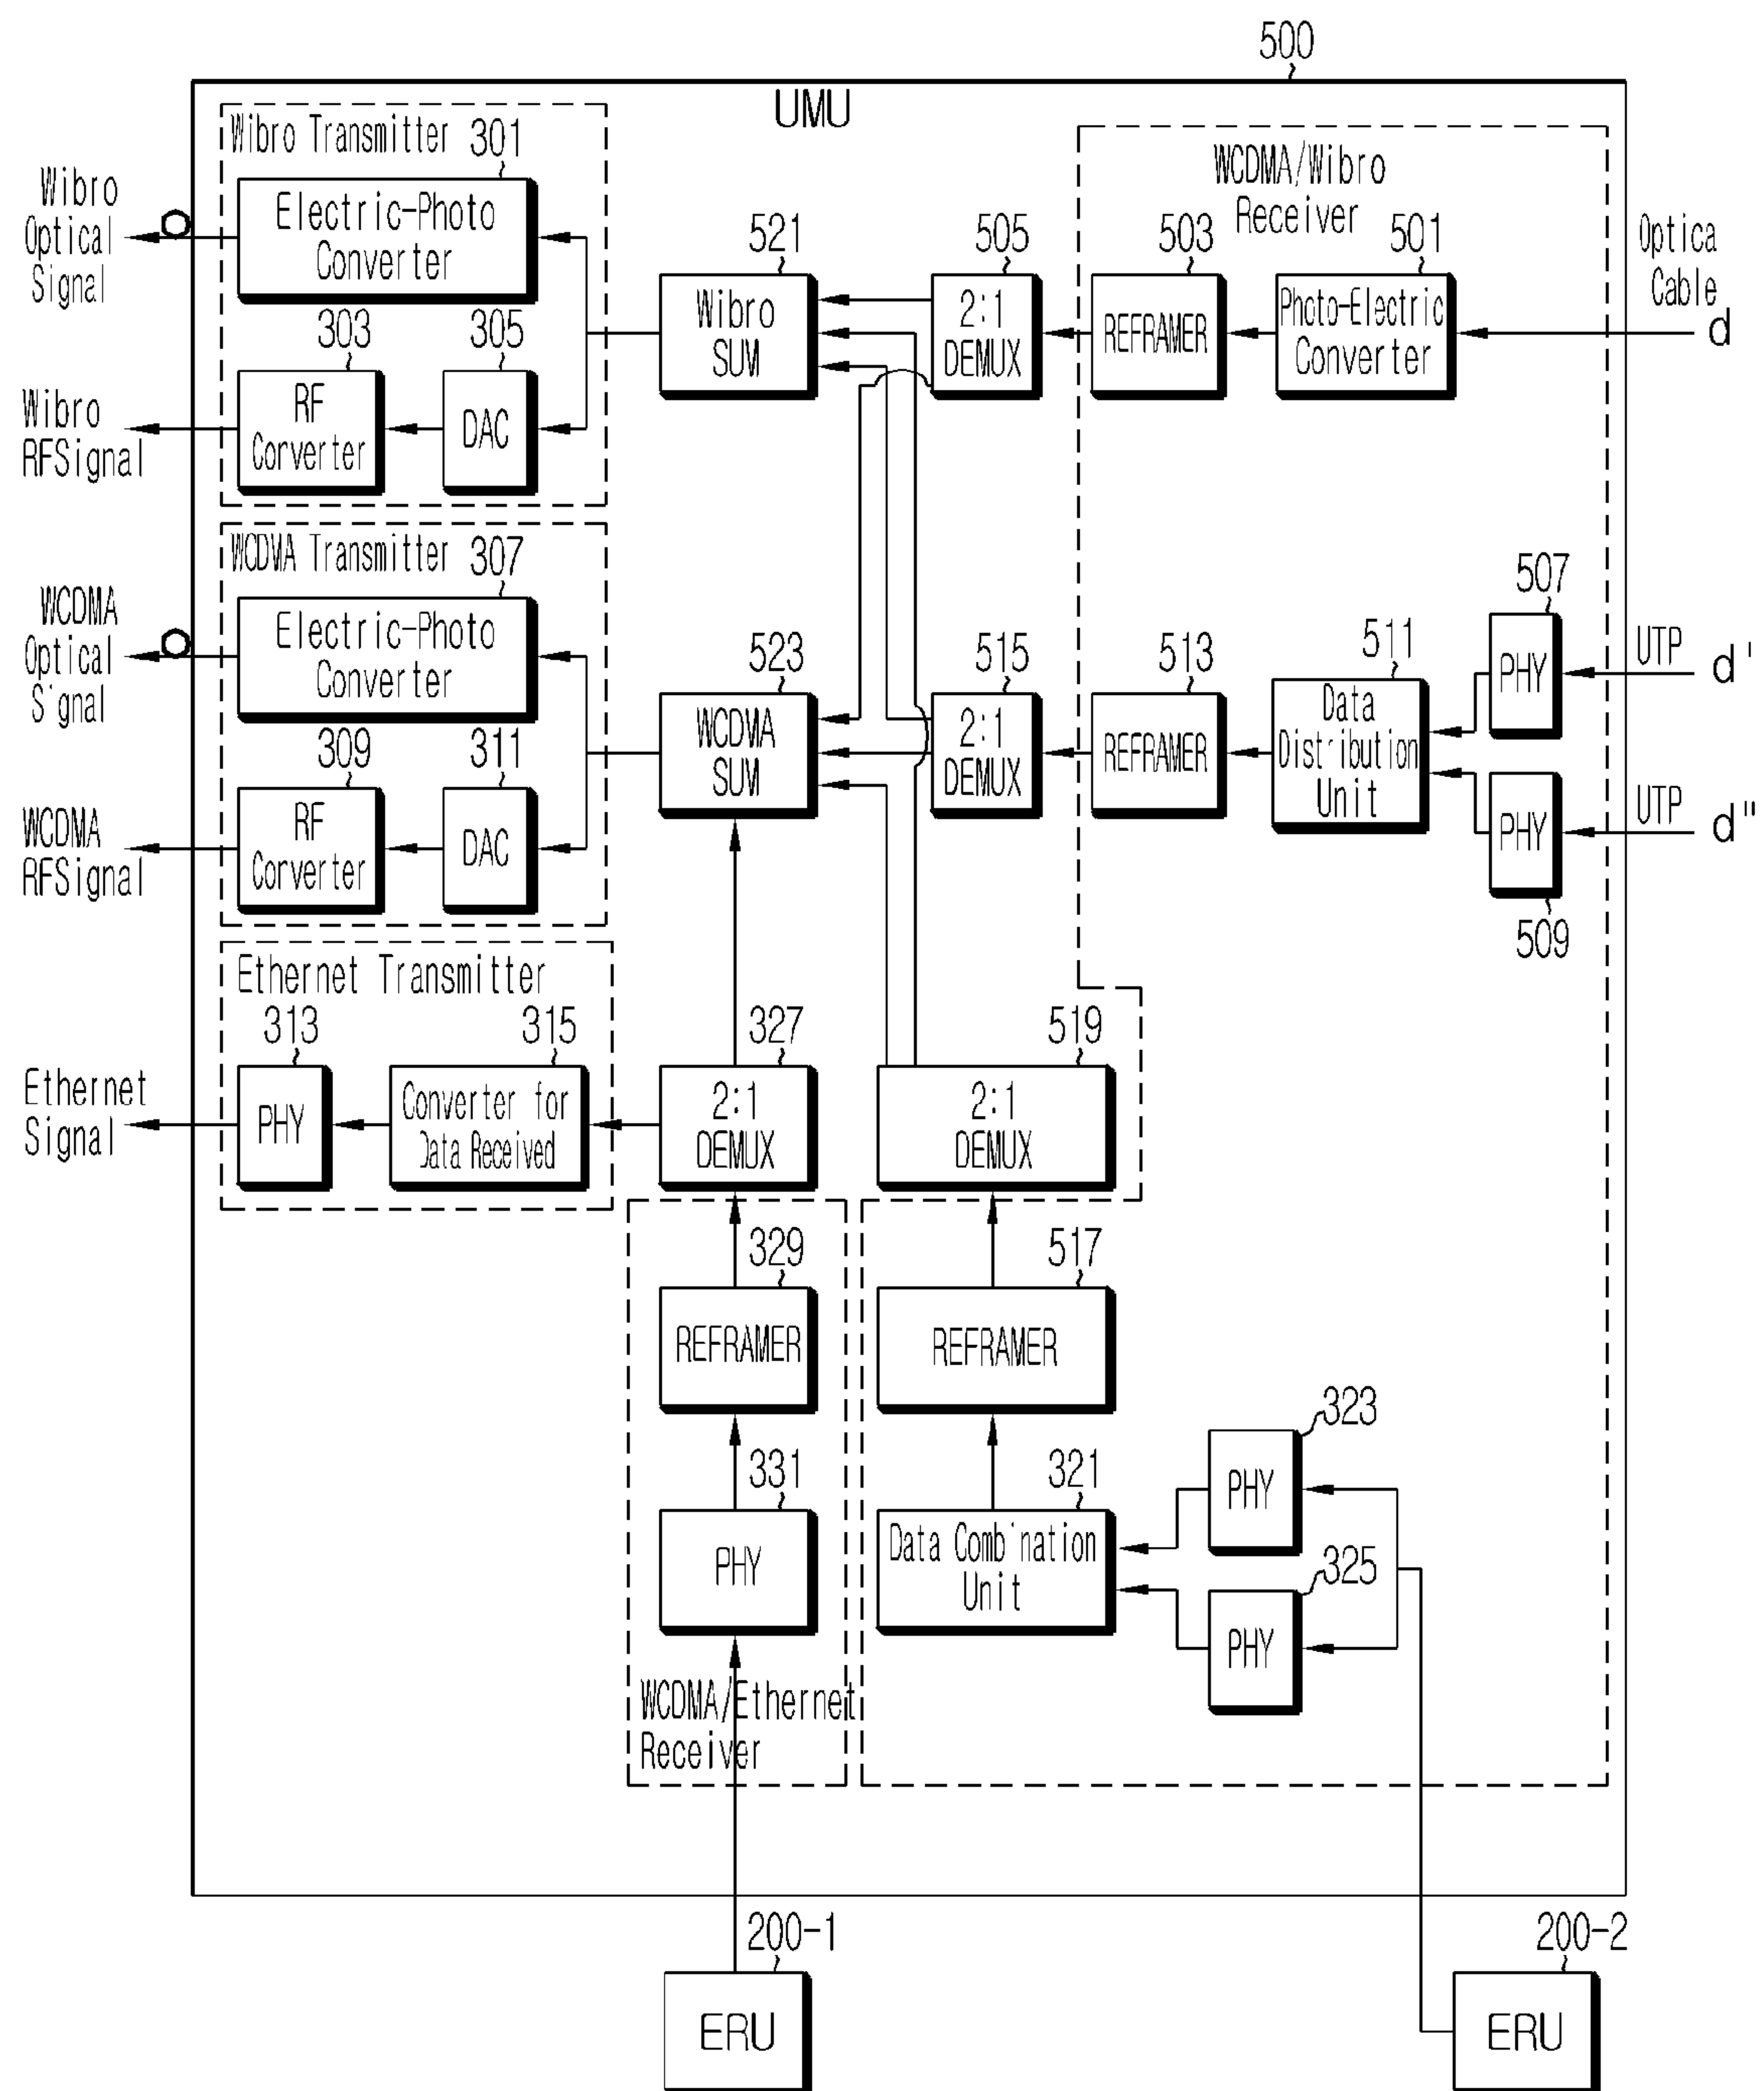 500
UMU
Wibro Transmitter 301
Electric-Photo
Converter
Wibro
Optical
Signal
303
305
RF
Converter
DAC
Wibro
RFSignal
521
Wibro
SUM
505
2:1
DEMUX
WCDMA/Wibro
Receiver
503
REFRAMER
501
Photo-Electric
Converter
Optica
Cable
d
WCDMA Transmitter 307
Electric-Photo
Converter
WCDMA
Optical
Signal
309
311
RF
Converter
DAC
WCDMA
RFSignal
523
WCDMA
SUM
515
2:1
DEMUX
513
REFRAMER
511
Data
Distribution
Unit
507
PHY
UTP
d'
PHY
UTP
d"
509
Ethernet Transmitter
313
315
PHY
Converter for
Data Received
Ethernet
Signal
327
2:1
DEMUX
519
2:1
DEMUX
329
REFRAMER
517
REFRAMER
331
PHY
321
Data Combination
Unit
323
PHY
325
PHY
WCDMA/Ethernet
Receiver
200-1
ERU
200-2
ERU